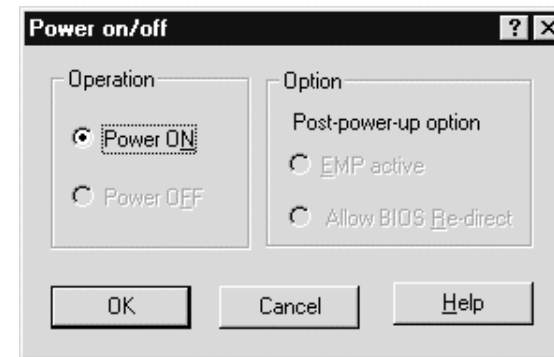 Power on/off
Operation
Power ON
Power OFF
Option
Post-power-up option
EMP active
Allow BIOS Re-direct
OK
Cancel
Help